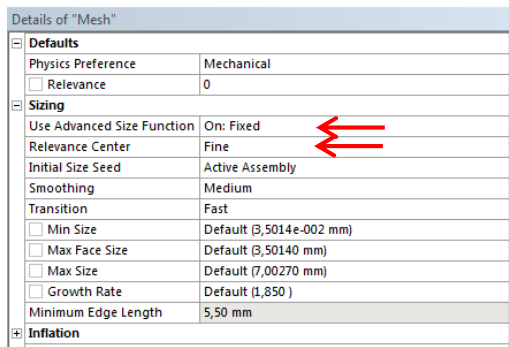 Details of "Mesh"
Defaults
Physics Preference Mechanical
Relevance 0
Sizing
Use Advanced Size Function On: Fixed
Relevance Center Fine
Initial Size Seed Active Assembly
Smoothing Medium
Transition Fast
Min Size Default (3,5014e-002 mm)
Max Face Size Default (3,50140 mm)
Max Size Default (7,00270 mm)
Growth Rate Default (1,850 )
Minimum Edge Length 5,50 mm
Inflation